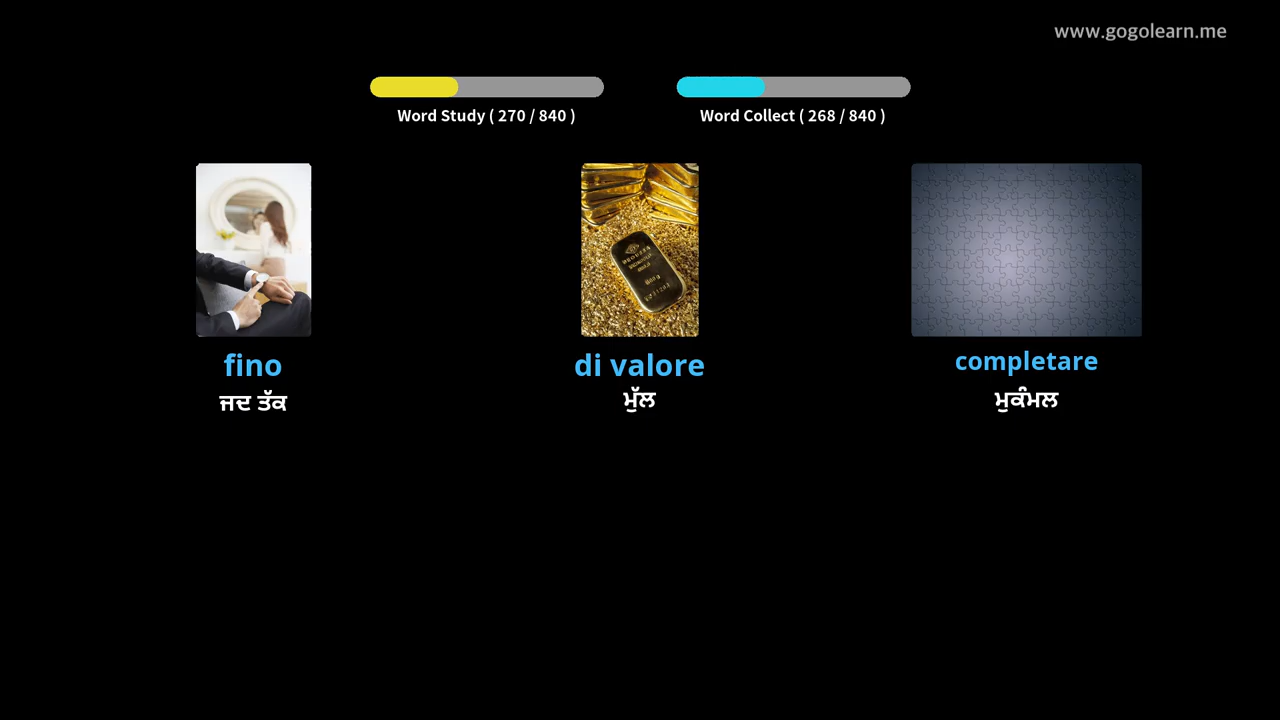 www.gogolearn.me
Word Study ( 270 / 840 )
Word Collect ( 268 / 840 )
fino
di valore
completare
ਜਦ ਤੱਕ
ਮੁੱਲ
ਮੁਕੰਮਲ